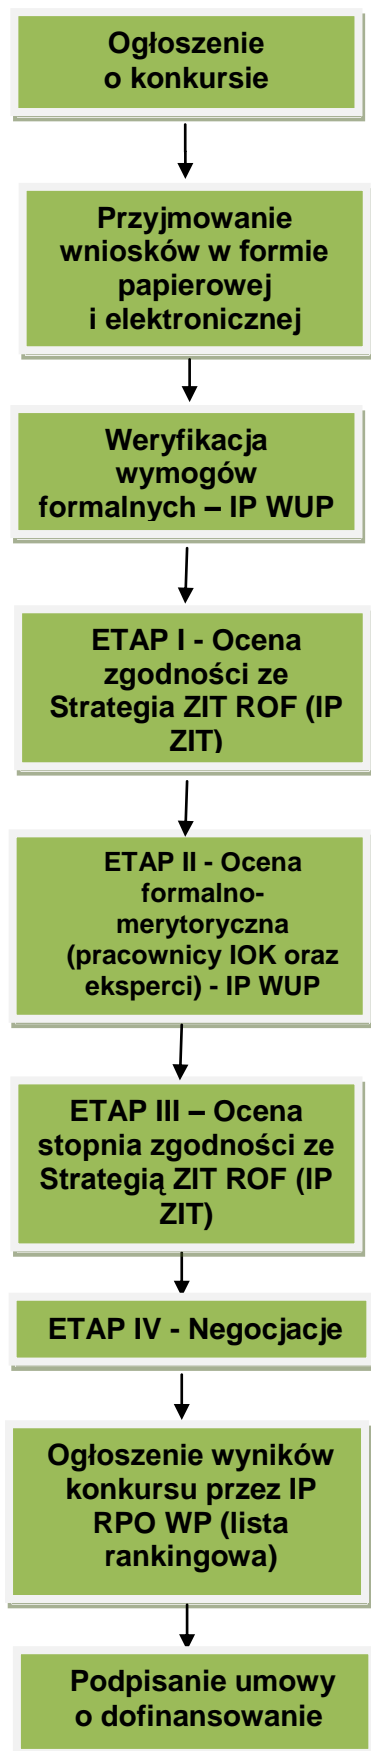 Ogłoszenie
o konkursie
Przyjmowanie
wniosków w formie
papierowej
i elektronicznej
Weryfikacja
wymogów
formalnych – IP WUP
ETAP I - Ocena
zgodności ze
Strategia ZIT ROF (IP
ZIT)
ETAP II - Ocena
formalno-
merytoryczna
(pracownicy IOK oraz
eksperci) - IP WUP
ETAP III – Ocena
stopnia zgodności ze
Strategią ZIT ROF (IP
ZIT)
ETAP IV - Negocjacje
Ogłoszenie wyników
konkursu przez IP
RPO WP (lista
rankingowa)
Podpisanie umowy
o dofinansowanie